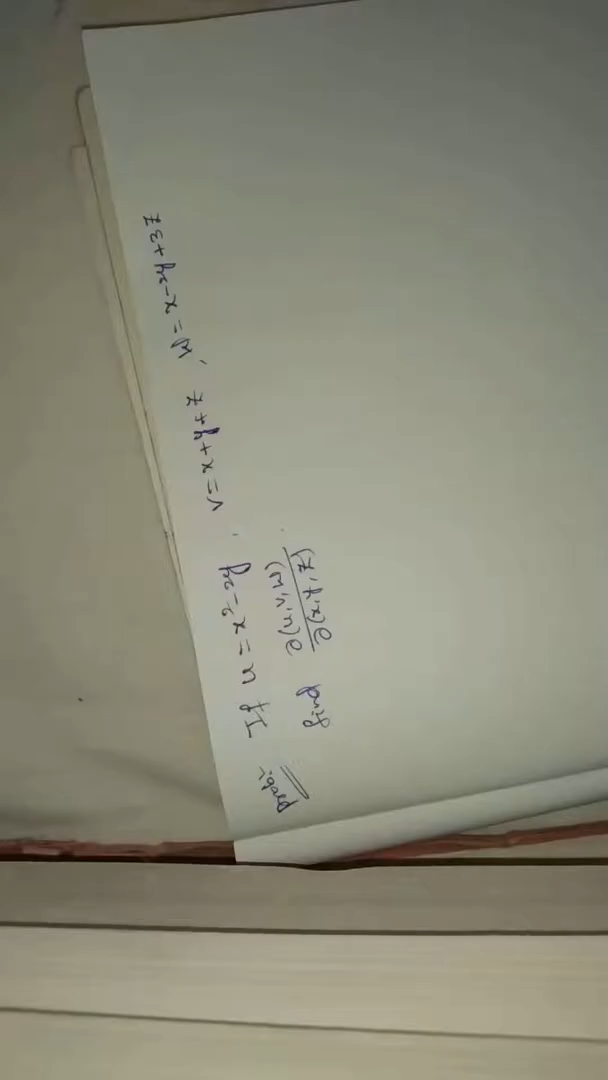 Prob:- If u = x²-2y , v = x+y+z , w = x-2y+3z
find ∂(u,v,w)/∂(x,y,z)